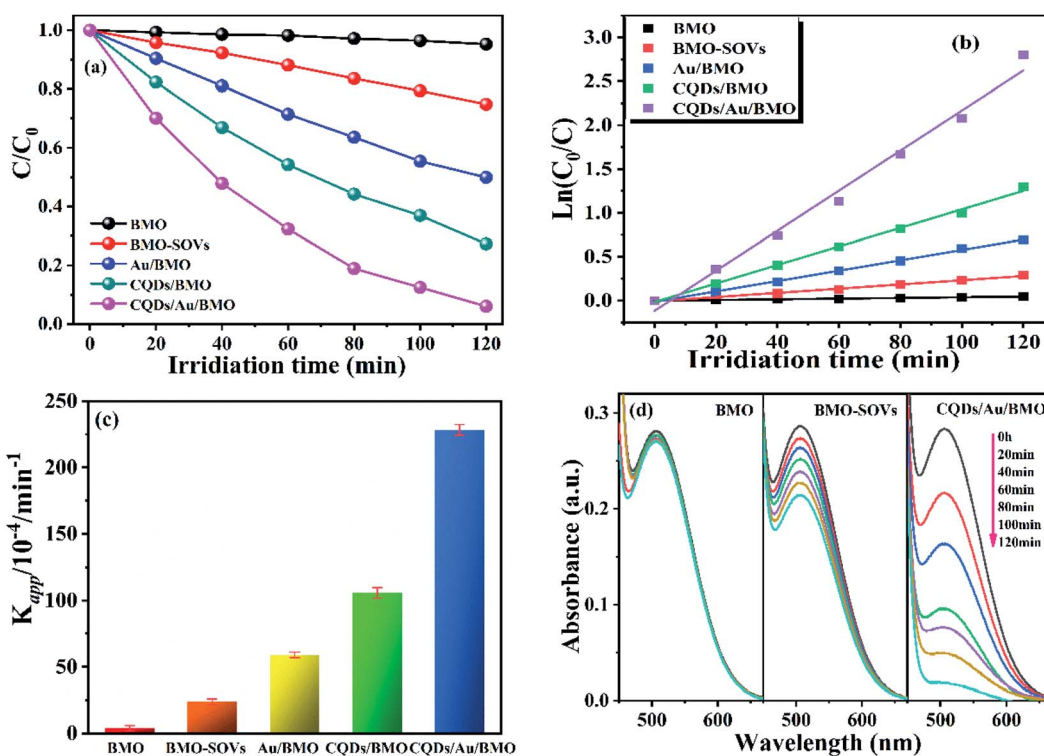 (a)
C/C0
1.0
0.8
0.6
0.4
0.2
0.0
BMO
BMO-SOVs
Au/BMO
CQDs/BMO
CQDs/Au/BMO
0 20 40 60 80 100 120
Irridiation time (min)
(b)
Ln(C0/C)
3.0
2.5
2.0
1.5
1.0
0.5
0.0
BMO
BMO-SOVs
Au/BMO
CQDs/BMO
CQDs/Au/BMO
0 20 40 60 80 100 120
Irridiation time (min)
(c)
Kapp/10-4/min-1
250
225
150
100
50
0
BMO BMO-SOVs Au/BMO CQDs/BMO CQDs/Au/BMO
(d)
Absorbance (a.u.)
0.3
0.2
0.1
0.0
BMO
BMO-SOVs
CQDs/Au/BMO
0h
20min
40min
60min
80min
100min
120min
500 600 500 600 500 600
Wavelength (nm)